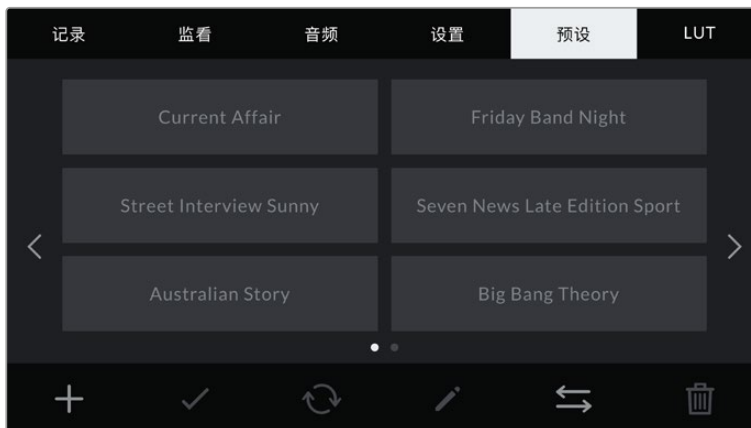 记录 监看 音频 设置 预设 LUT
Current Affair Friday Band Night
Street Interview Sunny Seven News Late Edition Sport
Australian Story Big Bang Theory